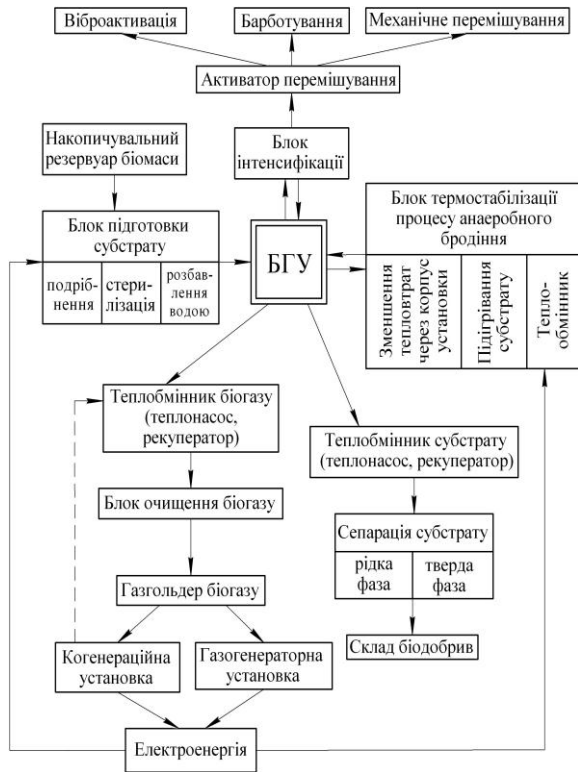 Віброактивація
Барботування
Механічне перемішування
Активатор перемішування
Накопичувальний
резервуар біомаси
Блок
інтенсифікації
Блок підготовки
субстрату
подріб-
нення
стери-
лізація
розбав-
лення
водою
БГУ
Блок термостабілізації
процесу анаеробного
бродіння
Зменшення
тепловтрат
через корпус
установки
Підігрівання
субстрату
Тепло-
обмінник
Теплобмінник біогазу
(теплонасос,
рекуператор)
Теплобмінник субстрату
(теплонасос, рекуператор)
Блок очищення біогазу
Сепарація субстрату
рідка
фаза
тверда
фаза
Газгольдер біогазу
Склад біодобрив
Когенераційна
установка
Газогенераторна
установка
Електроенергія